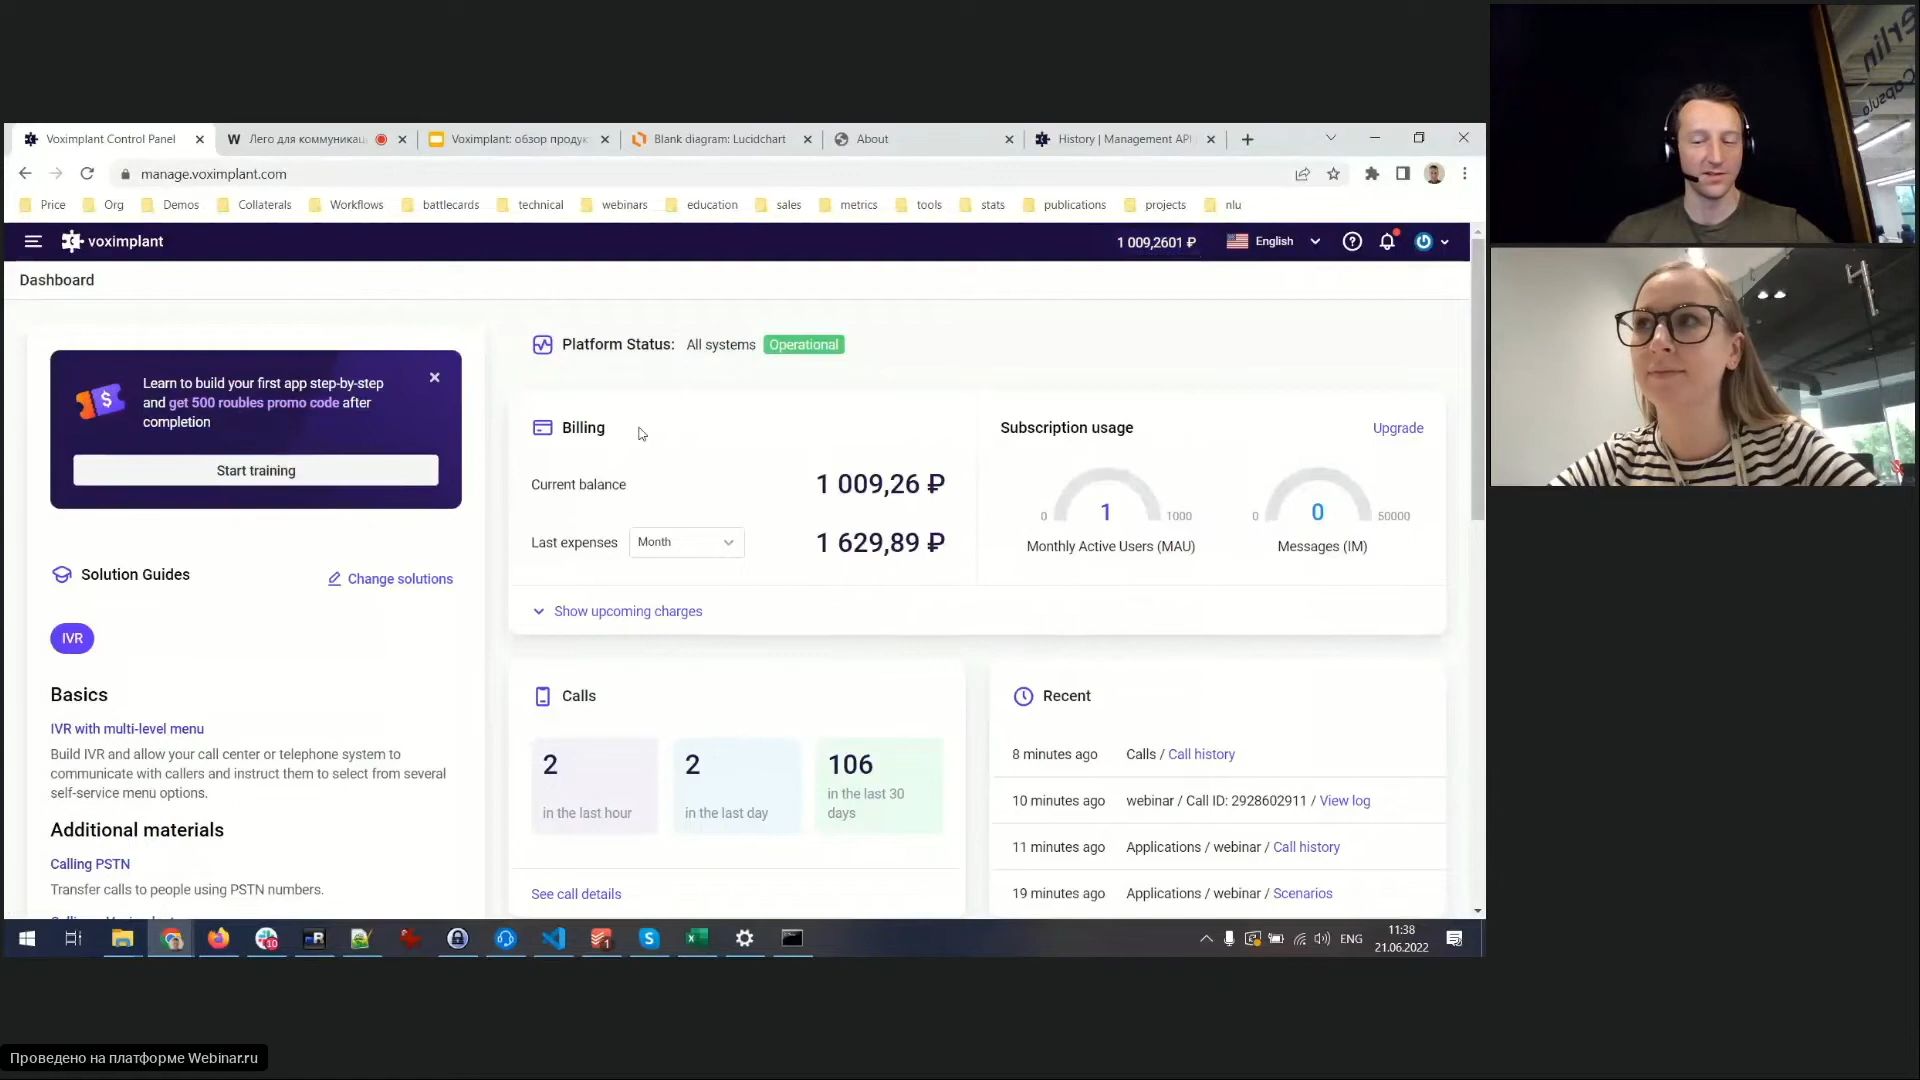 Voximplant Control Panel
Лего для коммуникац
Voximplant: обзор продук
Blank diagram: Lucidchart
About
History | Management API
manage.voximplant.com
Price
Org
Demos
Collaterals
Workflows
battlecards
technical
webinars
education
sales
metrics
tools
stats
publications
projects
nlu
voximplant
1 009,2601 ₽
English
Dashboard
Learn to build your first app step-by-step
and get 500 roubles promo code after
completion
Start training
Solution Guides
Change solutions
IVR
Basics
IVR with multi-level menu
Build IVR and allow your call center or telephone system to
communicate with callers and instruct them to select from several
self-service menu options.
Additional materials
Calling PSTN
Transfer calls to people using PSTN numbers.
Platform Status: All systems Operational
Billing
Current balance 1 009,26 ₽
Last expenses Month 1 629,89 ₽
Show upcoming charges
Subscription usage
Upgrade
0 1 1000
Monthly Active Users (MAU)
0 0 50000
Messages (IM)
Calls
2
in the last hour
2
in the last day
106
in the last 30
days
See call details
Recent
8 minutes ago Calls / Call history
10 minutes ago webinar / Call ID: 2928602911 / View log
11 minutes ago Applications / webinar / Call history
19 minutes ago Applications / webinar / Scenarios
ENG
11:38
21.06.2022
Проведено на платформе Webinar.ru